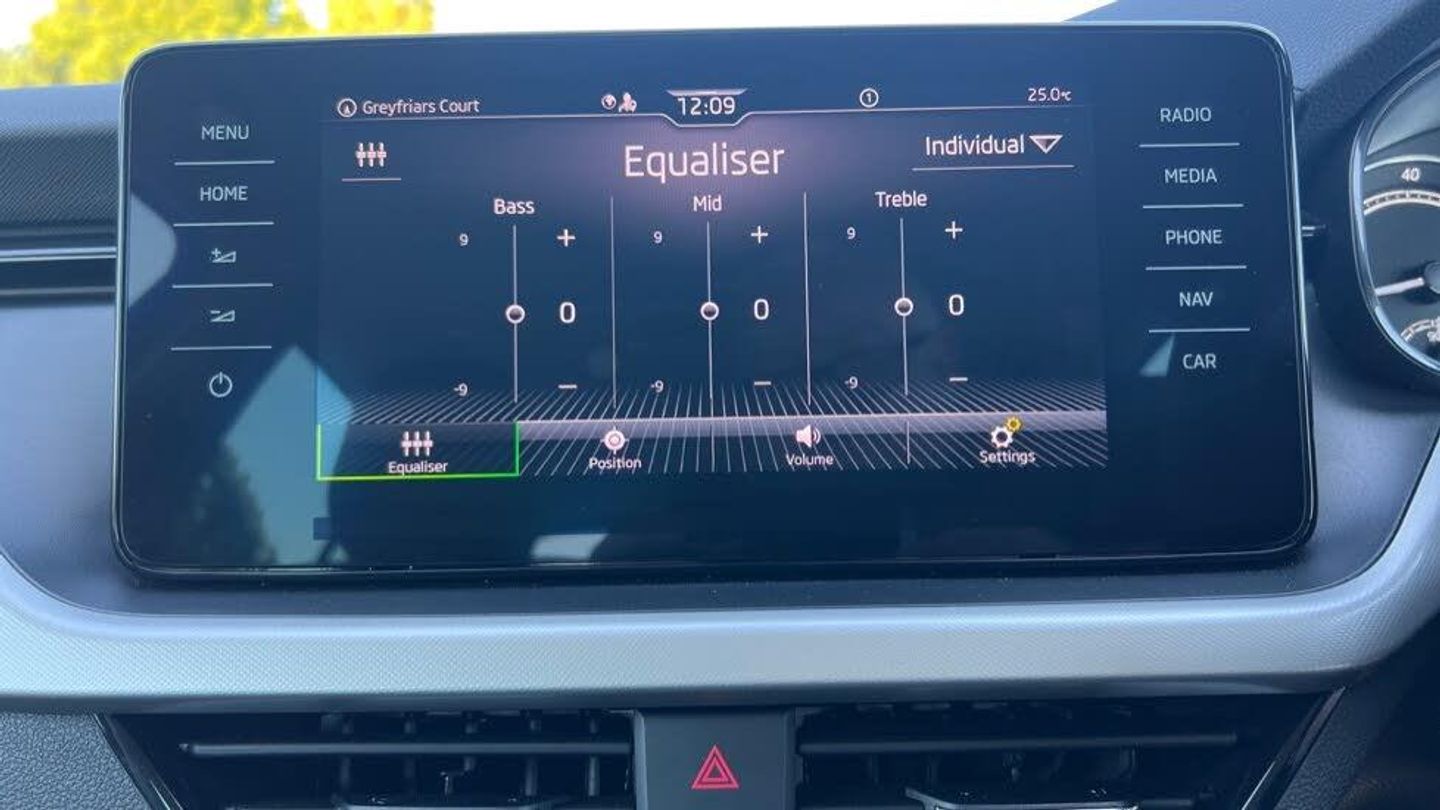 Greyfriars Court
12:09
1
25.0°C
MENU
HOME
RADIO
MEDIA
PHONE
NAV
CAR
Individual
Equaliser
Bass
Mid
Treble
9 +
9 +
9 +
0
0
0
-9 −
-9 −
-9 −
Equaliser
Position
Volume
Settings
40